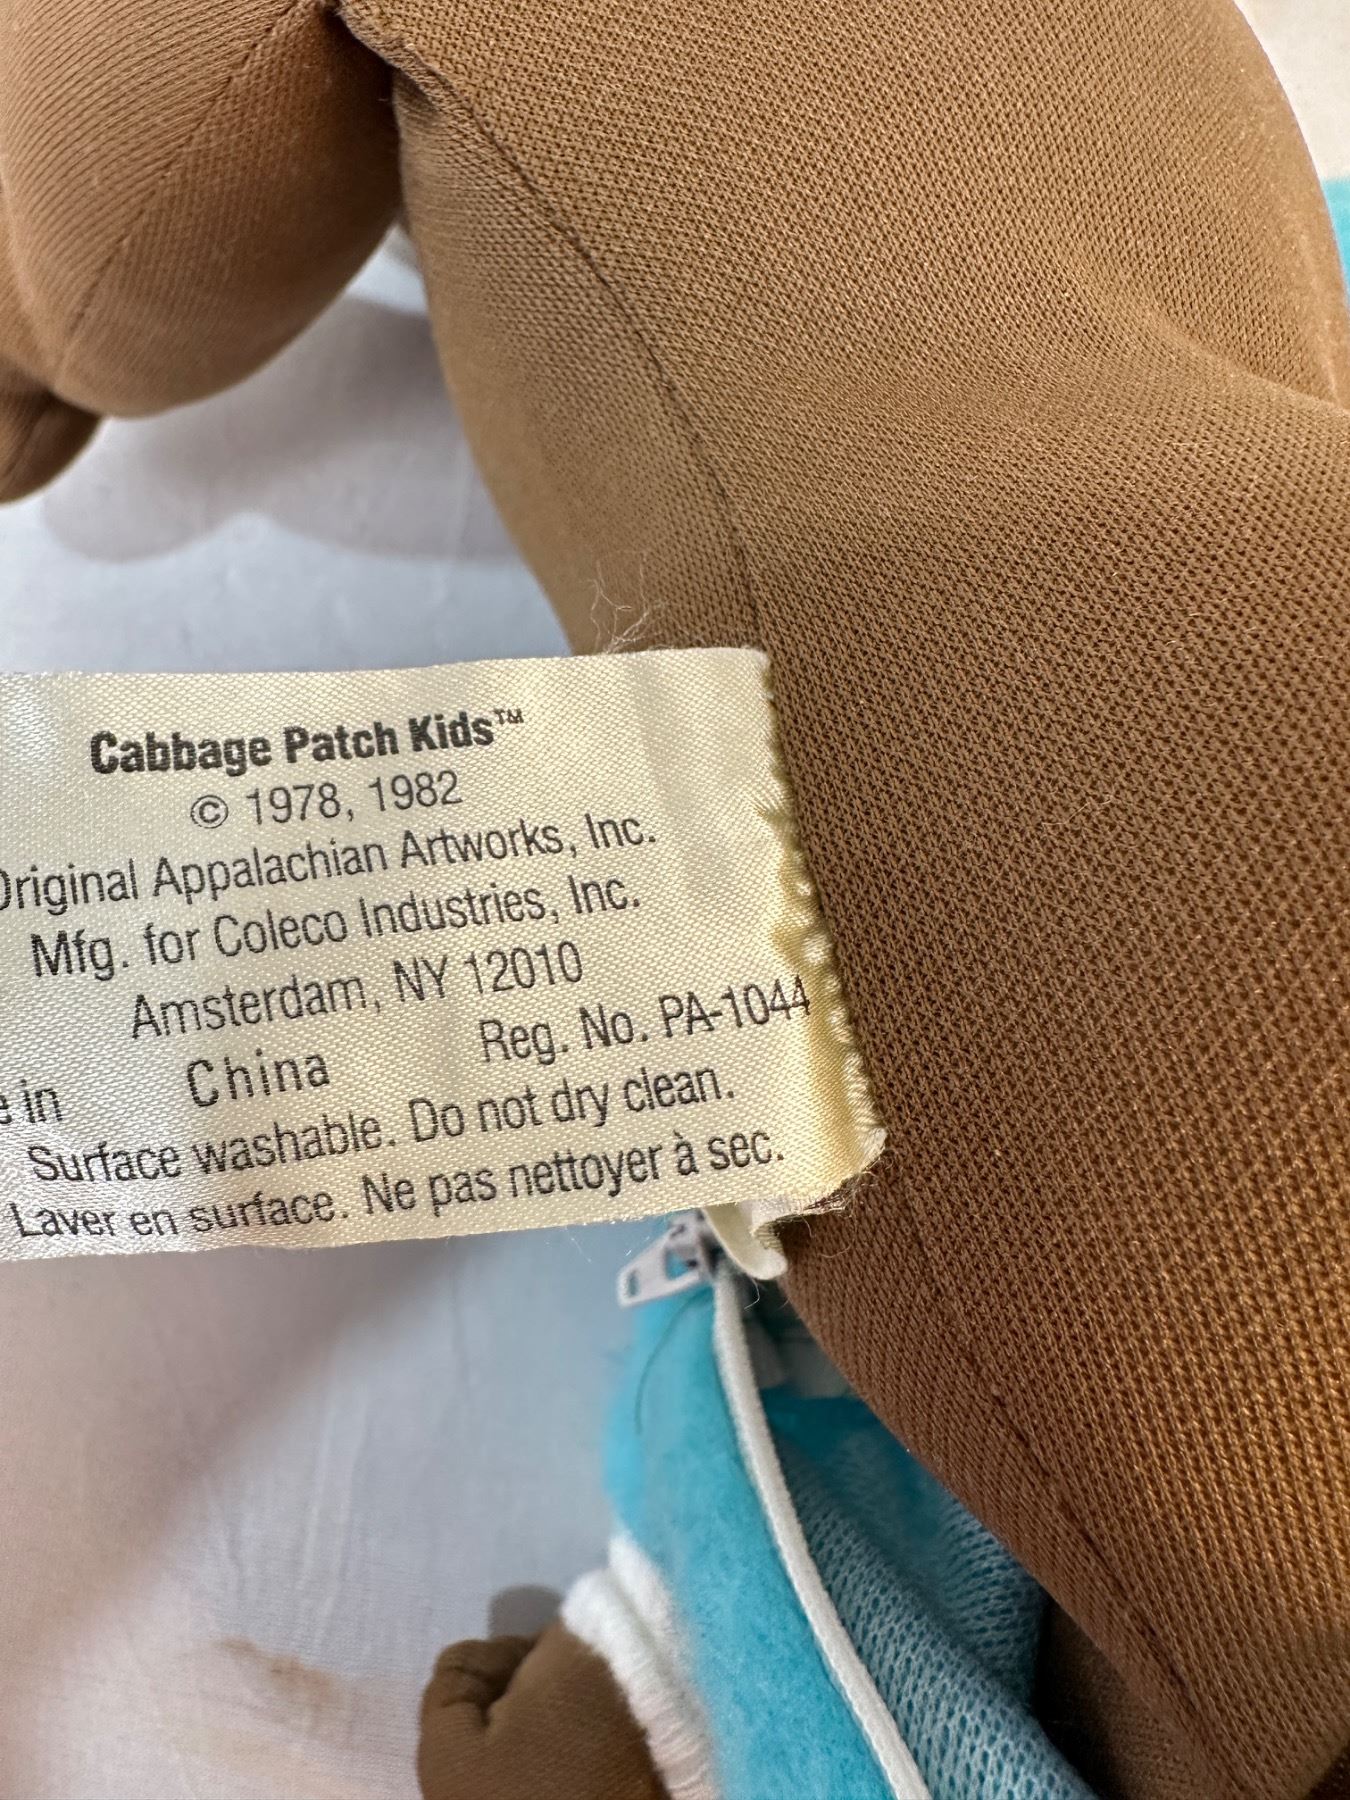 Cabbage Patch Kids™
© 1978, 1982
Original Appalachian Artworks, Inc.
Mfg. for Coleco Industries, Inc.
Amsterdam, NY 12010
Reg. No. PA-1044
in China
Surface washable. Do not dry clean.
Laver en surface. Ne pas nettoyer à sec.